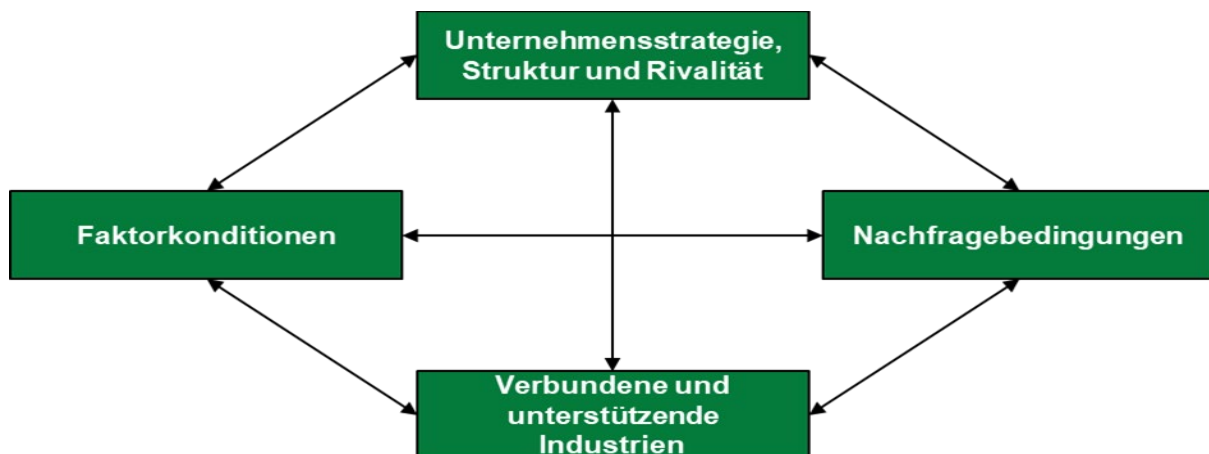 Unternehmensstrategie,
Struktur und Rivalität
Faktorkonditionen
Nachfragebedingungen
Verbundene und
unterstützende
Industrien